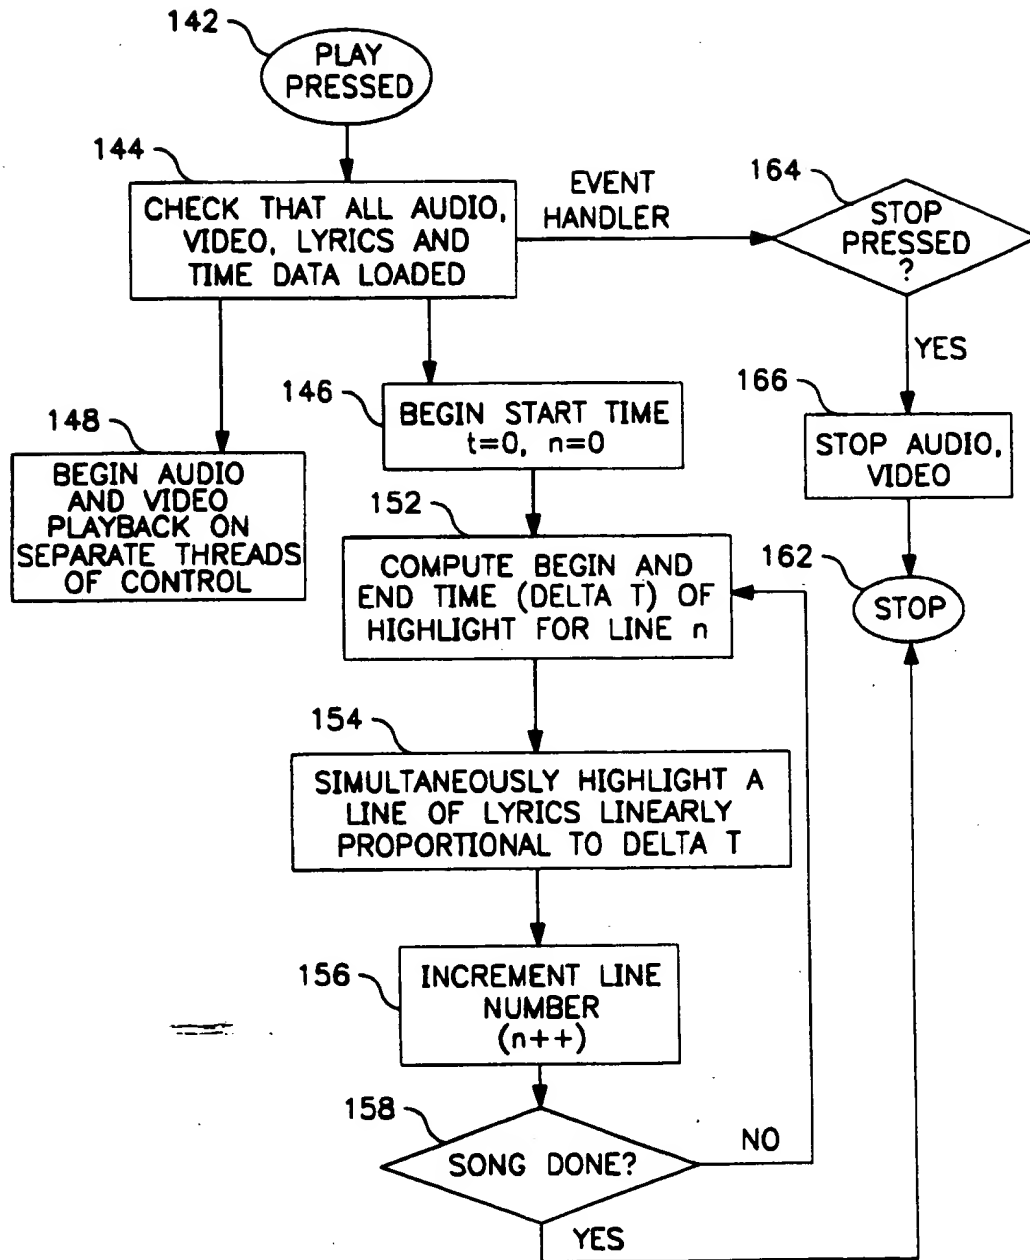 142
PLAY
PRESSED
144
CHECK THAT ALL AUDIO,
VIDEO, LYRICS AND
TIME DATA LOADED
EVENT
HANDLER
164
STOP
PRESSED
?
YES
166
STOP AUDIO,
VIDEO
162
STOP
146
BEGIN START TIME
t=0, n=0
148
BEGIN AUDIO
AND VIDEO
PLAYBACK ON
SEPARATE THREADS
OF CONTROL
152
COMPUTE BEGIN AND
END TIME (DELTA T) OF
HIGHLIGHT FOR LINE n
154
SIMULTANEOUSLY HIGHLIGHT A
LINE OF LYRICS LINEARLY
PROPORTIONAL TO DELTA T
156
INCREMENT LINE
NUMBER
(n++)
158
SONG DONE?
NO
YES